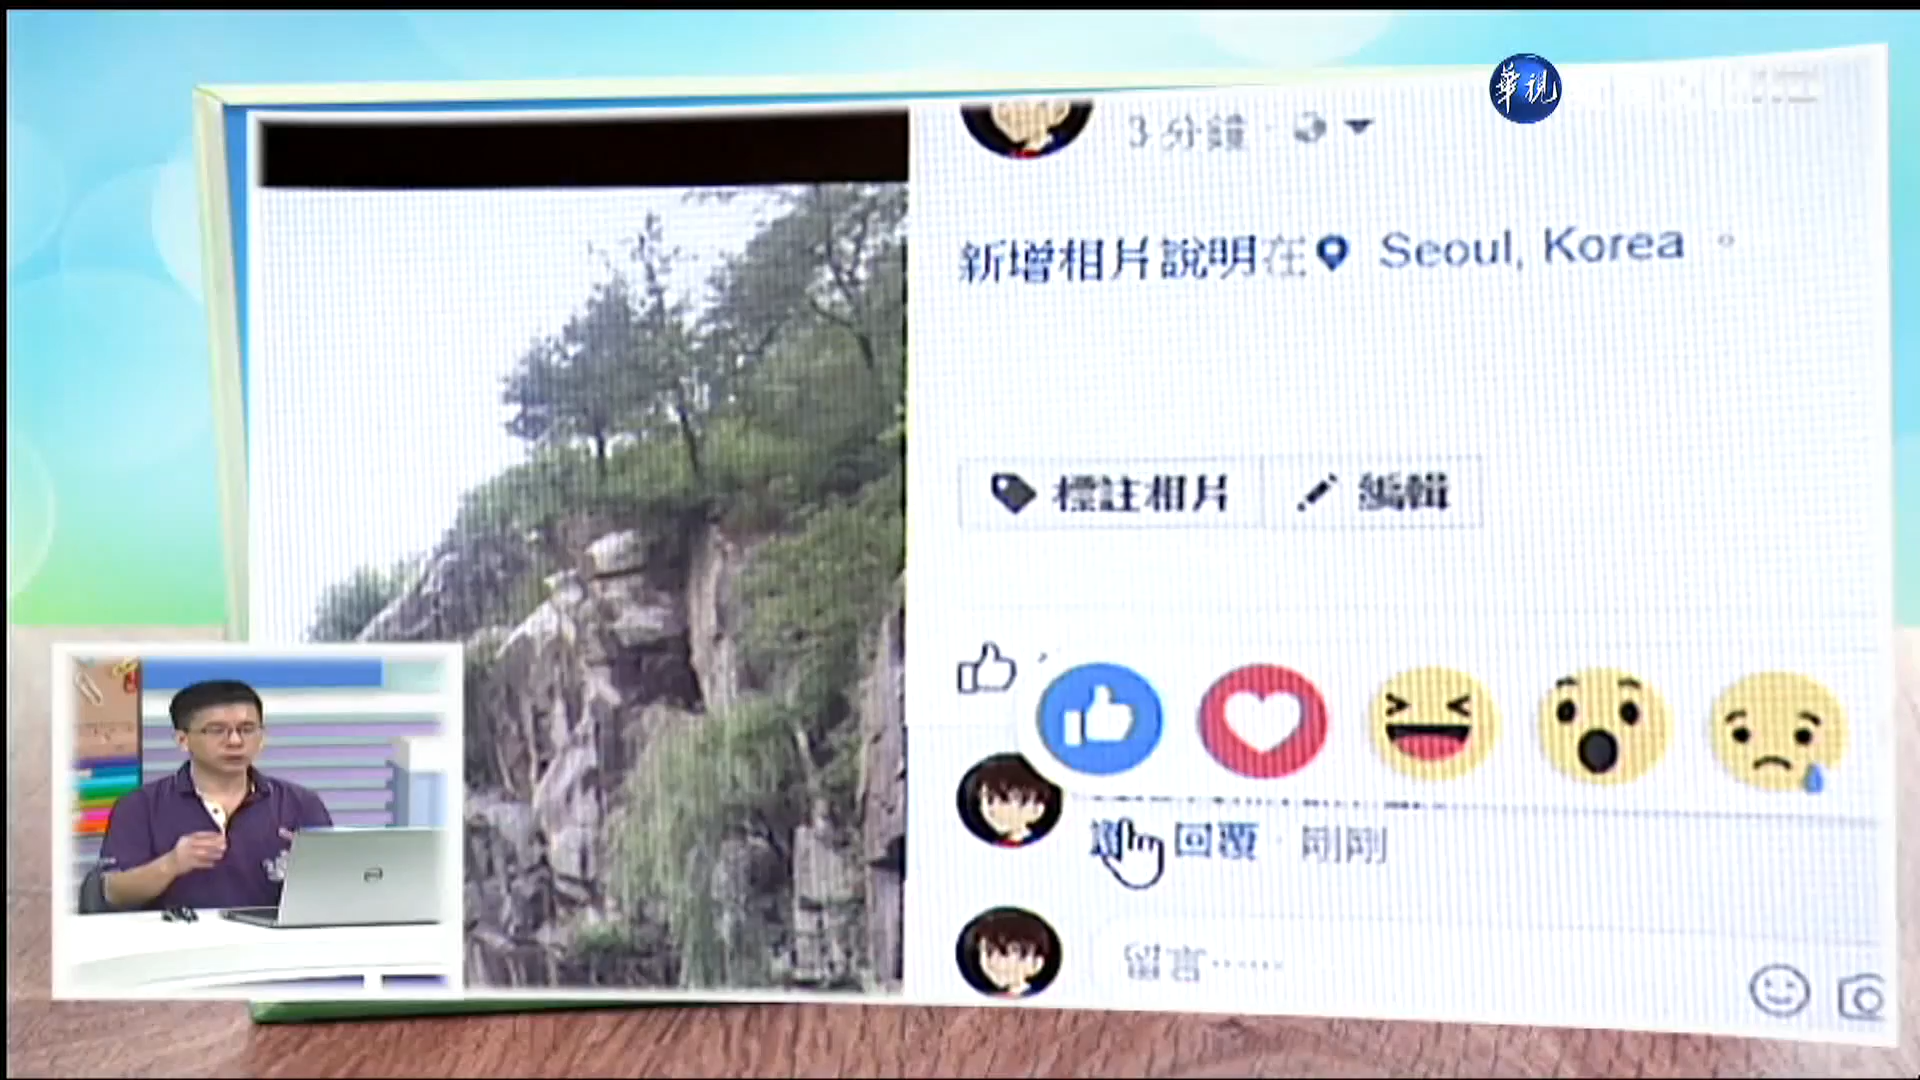 華視
3 分鐘
新增相片說明在 Seoul, Korea 。
標註相片 編輯
回覆 · 剛剛
留言……